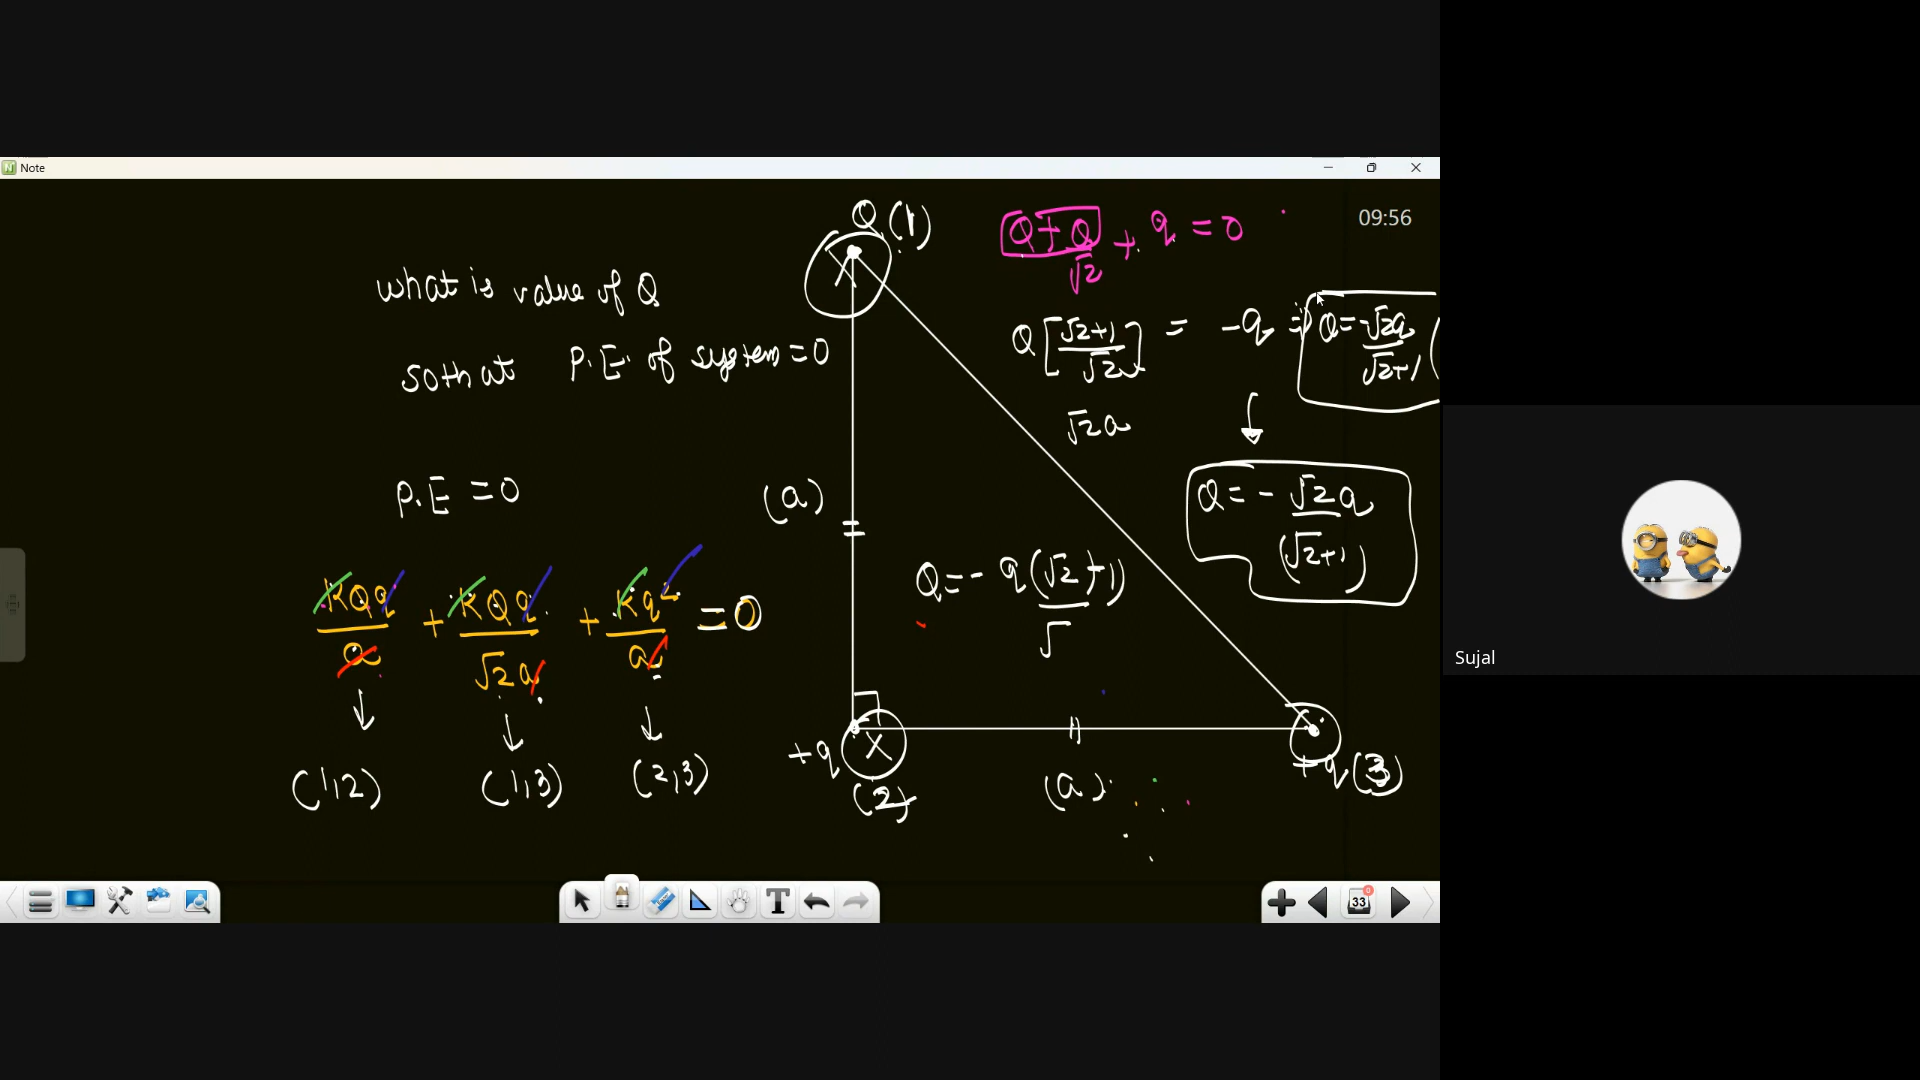 Note
09:56
what is value of Q
so that P.E. of system = 0
P.E = 0
KQq/a + KQq/√2a + Kq²/a = 0
(1,2) (1,3) (2,3)
Q (1)
(a)
+q
(2)
(a)
+q (3)
Q + Q/√2 + q = 0
Q [√2+1/√2] = -q ⇒ Q = -√2q/√2+1
√2a
Q = - √2q/(√2+1)
Q = - q(√2+1)/√
T
33
0
Sujal